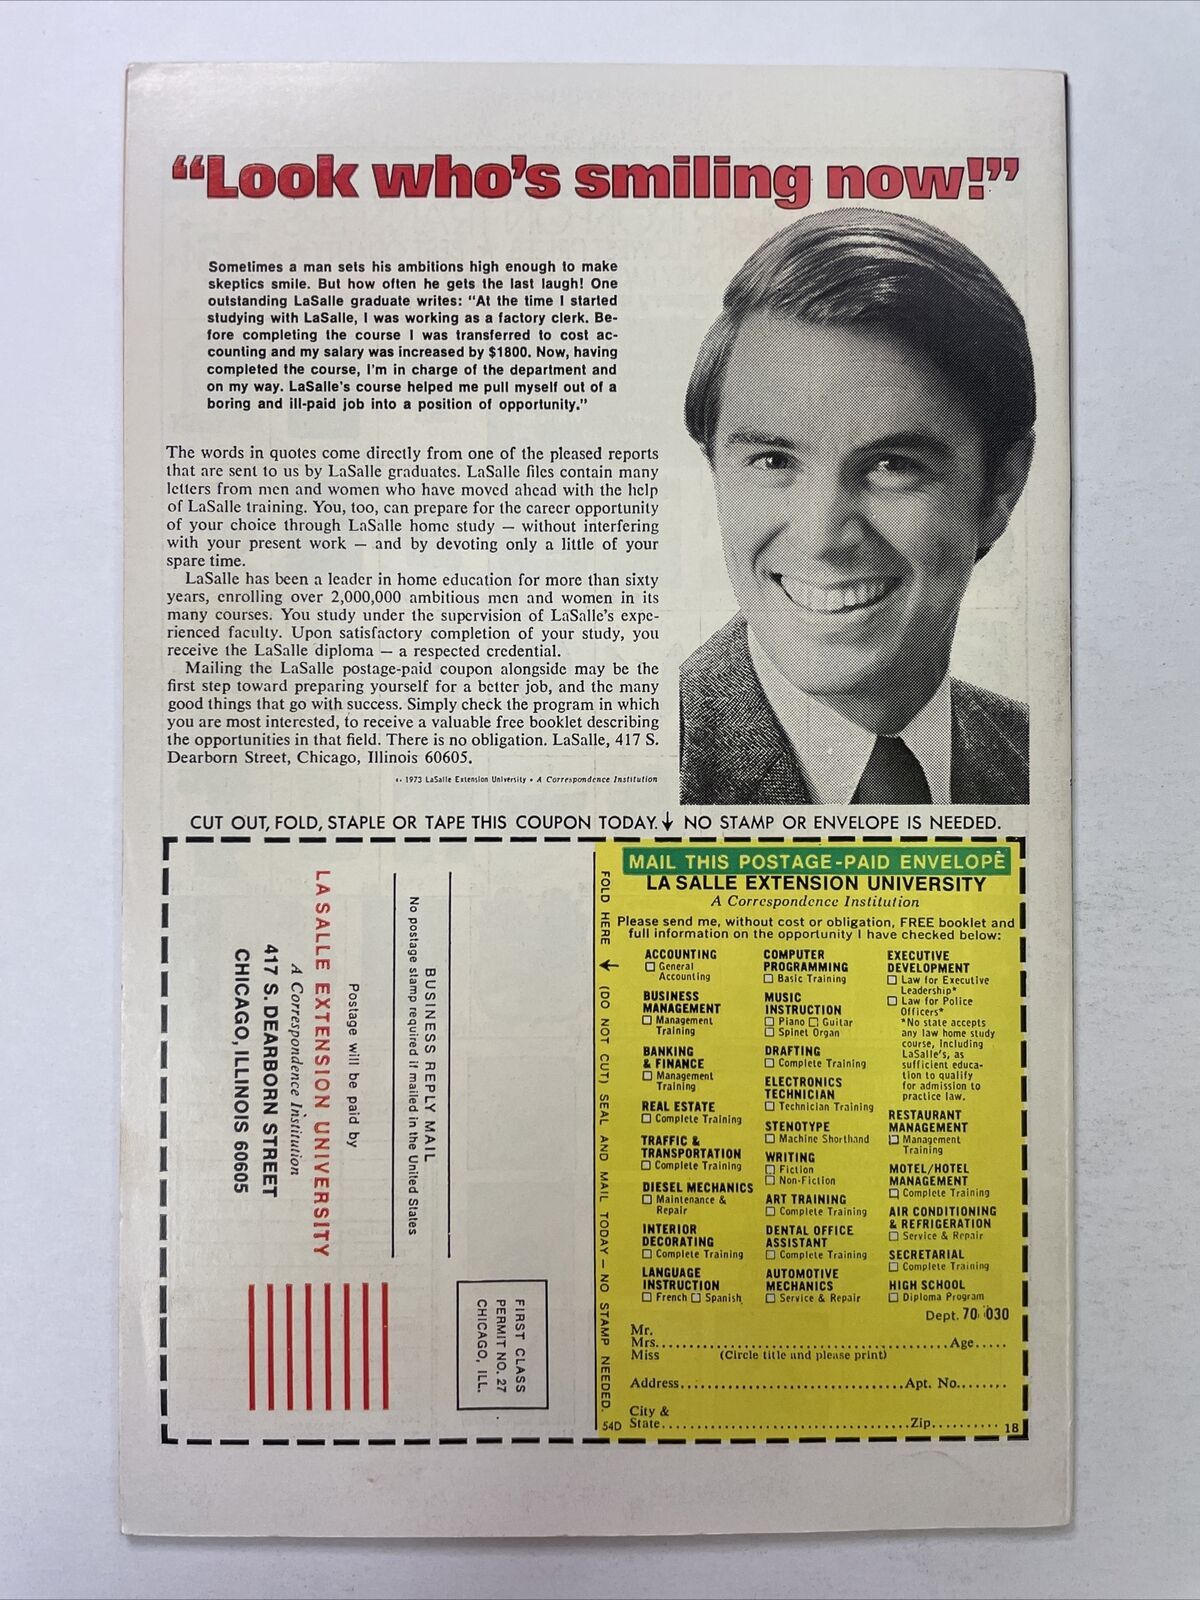 “Look who’s smiling now!”
Sometimes a man sets his ambitions high enough to make
skeptics smile. But how often he gets the last laugh! One
outstanding LaSalle graduate writes: “At the time I started
studying with LaSalle, I was working as a factory clerk. Be-
fore completing the course I was transferred to cost ac-
counting and my salary was increased by $1800. Now, having
completed the course, I’m in charge of the department and
on my way. LaSalle’s course helped me pull myself out of a
boring and ill-paid job into a position of opportunity.”
The words in quotes come directly from one of the pleased reports
that are sent to us by LaSalle graduates. LaSalle files contain many
letters from men and women who have moved ahead with the help
of LaSalle training. You, too, can prepare for the career opportunity
of your choice through LaSalle home study — without interfering
with your present work — and by devoting only a little of your
spare time.
LaSalle has been a leader in home education for more than sixty
years, enrolling over 2,000,000 ambitious men and women in its
many courses. You study under the supervision of LaSalle’s expe-
rienced faculty. Upon satisfactory completion of your study, you
receive the LaSalle diploma — a respected credential.
Mailing the LaSalle postage-paid coupon alongside may be the
first step toward preparing yourself for a better job, and the many
good things that go with success. Simply check the program in which
you are most interested, to receive a valuable free booklet describing
the opportunities in that field. There is no obligation. LaSalle, 417 S.
Dearborn Street, Chicago, Illinois 60605.
1973 LaSalle Extension University • A Correspondence Institution
CUT OUT, FOLD, STAPLE OR TAPE THIS COUPON TODAY. ↓ NO STAMP OR ENVELOPE IS NEEDED.
FIRST CLASS
PERMIT NO. 27
CHICAGO, ILL.
BUSINESS REPLY MAIL
No postage stamp required if mailed in the United States
Postage will be paid by
LA SALLE EXTENSION UNIVERSITY
A Correspondence Institution
417 S. DEARBORN STREET
CHICAGO, ILLINOIS 60605
FOLD HERE ↓ (DO NOT CUT) SEAL AND MAIL TODAY — NO STAMP NEEDED.
MAIL THIS POSTAGE-PAID ENVELOPE
LA SALLE EXTENSION UNIVERSITY
A Correspondence Institution
Please send me, without cost or obligation, FREE booklet and
full information on the opportunity I have checked below:
ACCOUNTING
☐ General
Accounting
BUSINESS
MANAGEMENT
☐ Management
Training
BANKING
& FINANCE
☐ Management
Training
REAL ESTATE
☐ Complete Training
TRAFFIC &
TRANSPORTATION
☐ Complete Training
DIESEL MECHANICS
☐ Maintenance &
Repair
INTERIOR
DECORATING
☐ Complete Training
LANGUAGE
INSTRUCTION
☐ French ☐ Spanish
COMPUTER
PROGRAMMING
☐ Basic Training
MUSIC
INSTRUCTION
☐ Piano ☐ Guitar
☐ Spinet Organ
DRAFTING
☐ Complete Training
ELECTRONICS
TECHNICIAN
☐ Technician Training
STENOTYPE
☐ Machine Shorthand
WRITING
☐ Fiction
☐ Non-Fiction
ART TRAINING
☐ Complete Training
DENTAL OFFICE
ASSISTANT
☐ Complete Training
AUTOMOTIVE
MECHANICS
☐ Service & Repair
EXECUTIVE
DEVELOPMENT
☐ Law for Executive
Leadership*
☐ Law for Police
Officers*
*No state accepts
any law home study
course, including
LaSalle’s, as
sufficient educa-
tion to qualify
for admission to
practice law.
RESTAURANT
MANAGEMENT
☐ Management
Training
MOTEL/HOTEL
MANAGEMENT
☐ Complete Training
AIR CONDITIONING
& REFRIGERATION
☐ Service & Repair
SECRETARIAL
☐ Complete Training
HIGH SCHOOL
☐ Diploma Program
Dept. 70 030
Mr.
Mrs. Age
Miss (Circle title and please print)
Address Apt. No.
City &
State Zip
54D
18